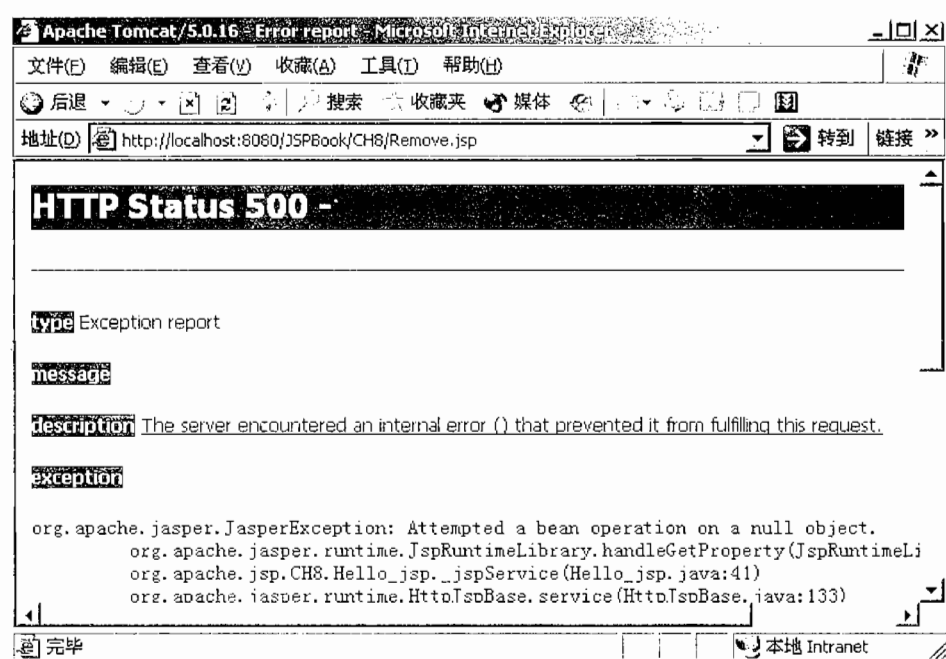 Apache Tomcat/5.0.16 - Error report - Microsoft Internet Explorer
文件(F) 编辑(E) 查看(V) 收藏(A) 工具(T) 帮助(H)
后退 搜索 收藏夹 媒体
地址(D) http://localhost:8080/JSPBook/CH8/Remove.jsp 转到 链接 »
HTTP Status 500 -
type Exception report
message
description The server encountered an internal error () that prevented it from fulfilling this request.
exception
org.apache.jasper.JasperException: Attempted a bean operation on a null object.
org.apache.jasper.runtime.JspRuntimeLibrary.handleGetProperty(JspRuntimeLi
org.apache.jsp.CH8.Hello_jsp._jspService(Hello_jsp.java:41)
org.apache.jasper.runtime.HttpJspBase.service(HttpJspBase.java:133)
完毕 本地 Intranet